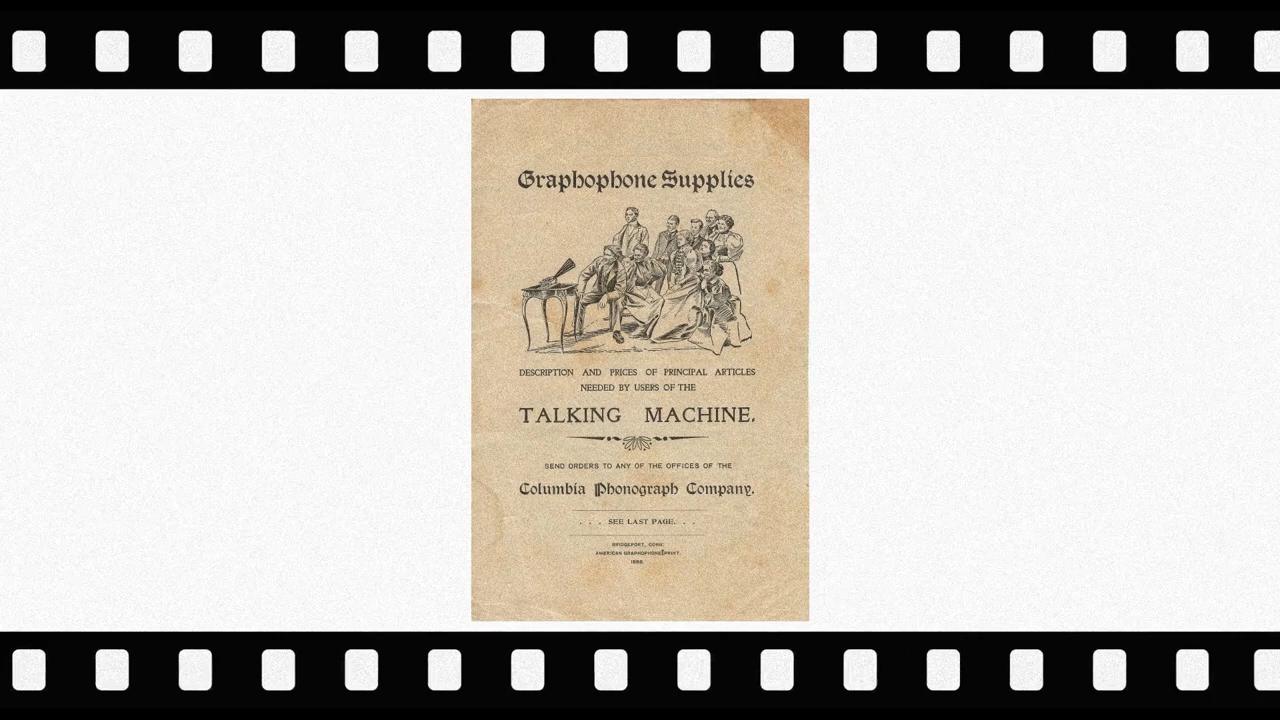 Graphophone Supplies
DESCRIPTION AND PRICES OF PRINCIPAL ARTICLES
NEEDED BY USERS OF THE
TALKING MACHINE.
SEND ORDERS TO ANY OF THE OFFICES OF THE
Columbia Phonograph Company.
. . . SEE LAST PAGE. . .
BRIDGEPORT, CONN.
AMERICAN GRAPHOPHONE PRINT.